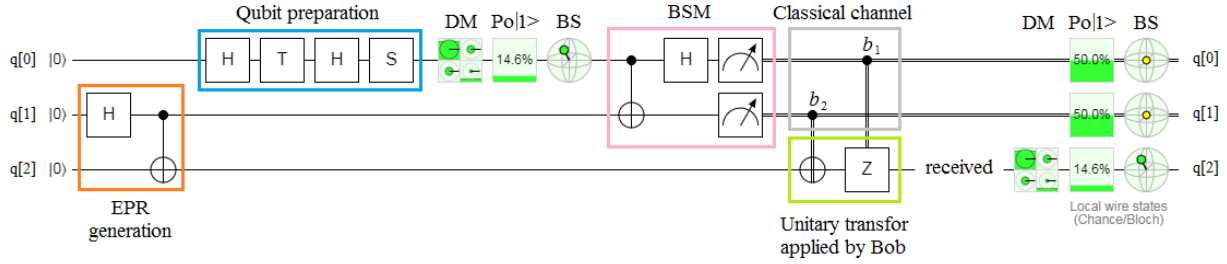 Qubit preparation DM Po|1> BS BSM Classical channel DM Po|1> BS
q[0] |0⟩ H T H S 14.6% H b1 50.0% q[0]
q[1] |0⟩ H b2 50.0% q[1]
q[2] |0⟩ Z received 14.6% q[2]
EPR
generation
Unitary transfor
applied by Bob
Local wire states
(Chance/Bloch)